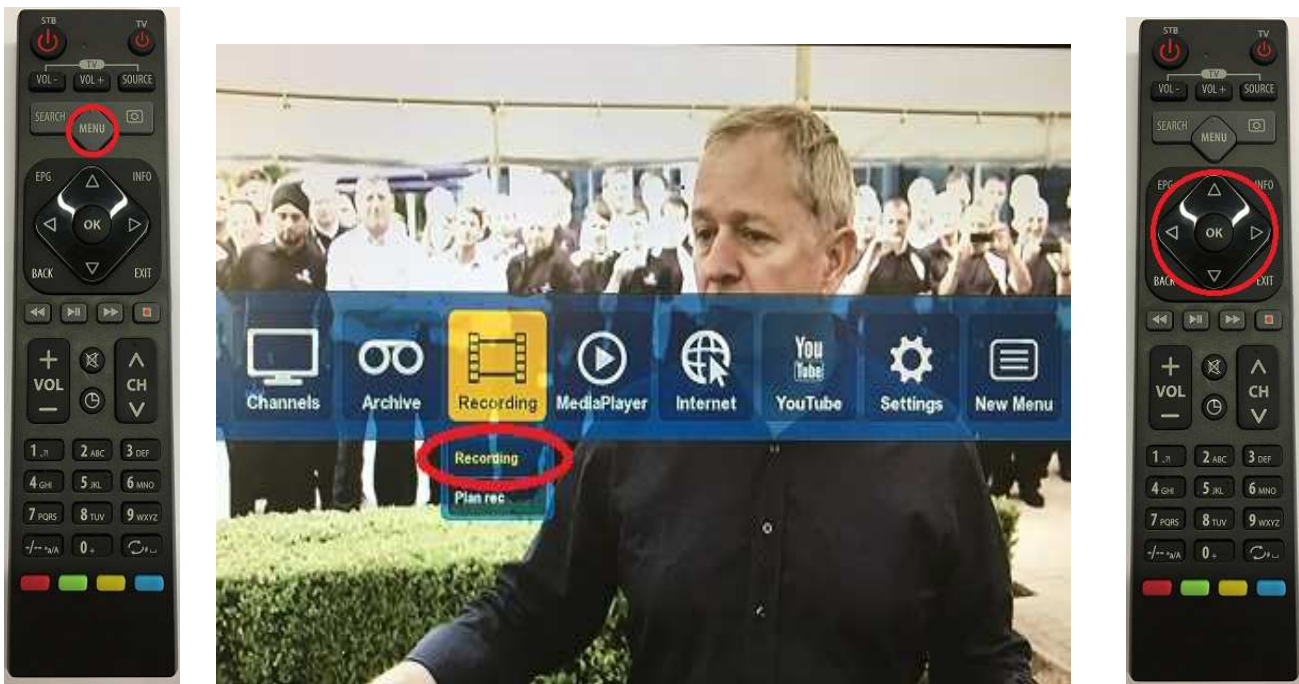 STB TV
TV
VOL - VOL + SOURCE
SEARCH MENU
EPG INFO
OK
BACK EXIT
+
VOL CH
−
1 .?! 2 ABC 3 DEF
4 GHI 5 JKL 6 MNO
7 PQRS 8 TUV 9 WXYZ
-/-- *a/A 0 +
Channels Archive Recording MediaPlayer Internet You Tube YouTube Settings New Menu
Recording
Plan rec
STB TV
TV
VOL - VOL + SOURCE
SEARCH MENU
EPG INFO
OK
BACK EXIT
+
VOL CH
−
1 .?! 2 ABC 3 DEF
4 GHI 5 JKL 6 MNO
7 PQRS 8 TUV 9 WXYZ
-/-- *a/A 0 +